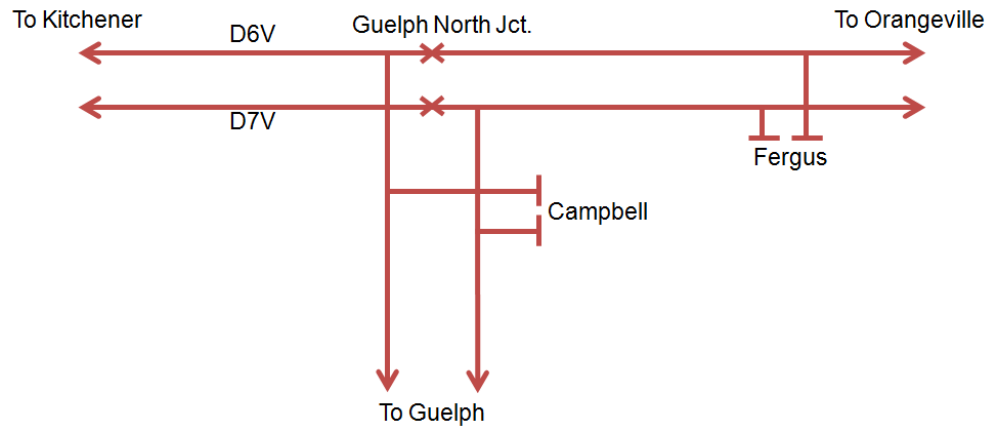 To Kitchener
D6V
Guelph North Jct.
To Orangeville
D7V
Fergus
Campbell
To Guelph